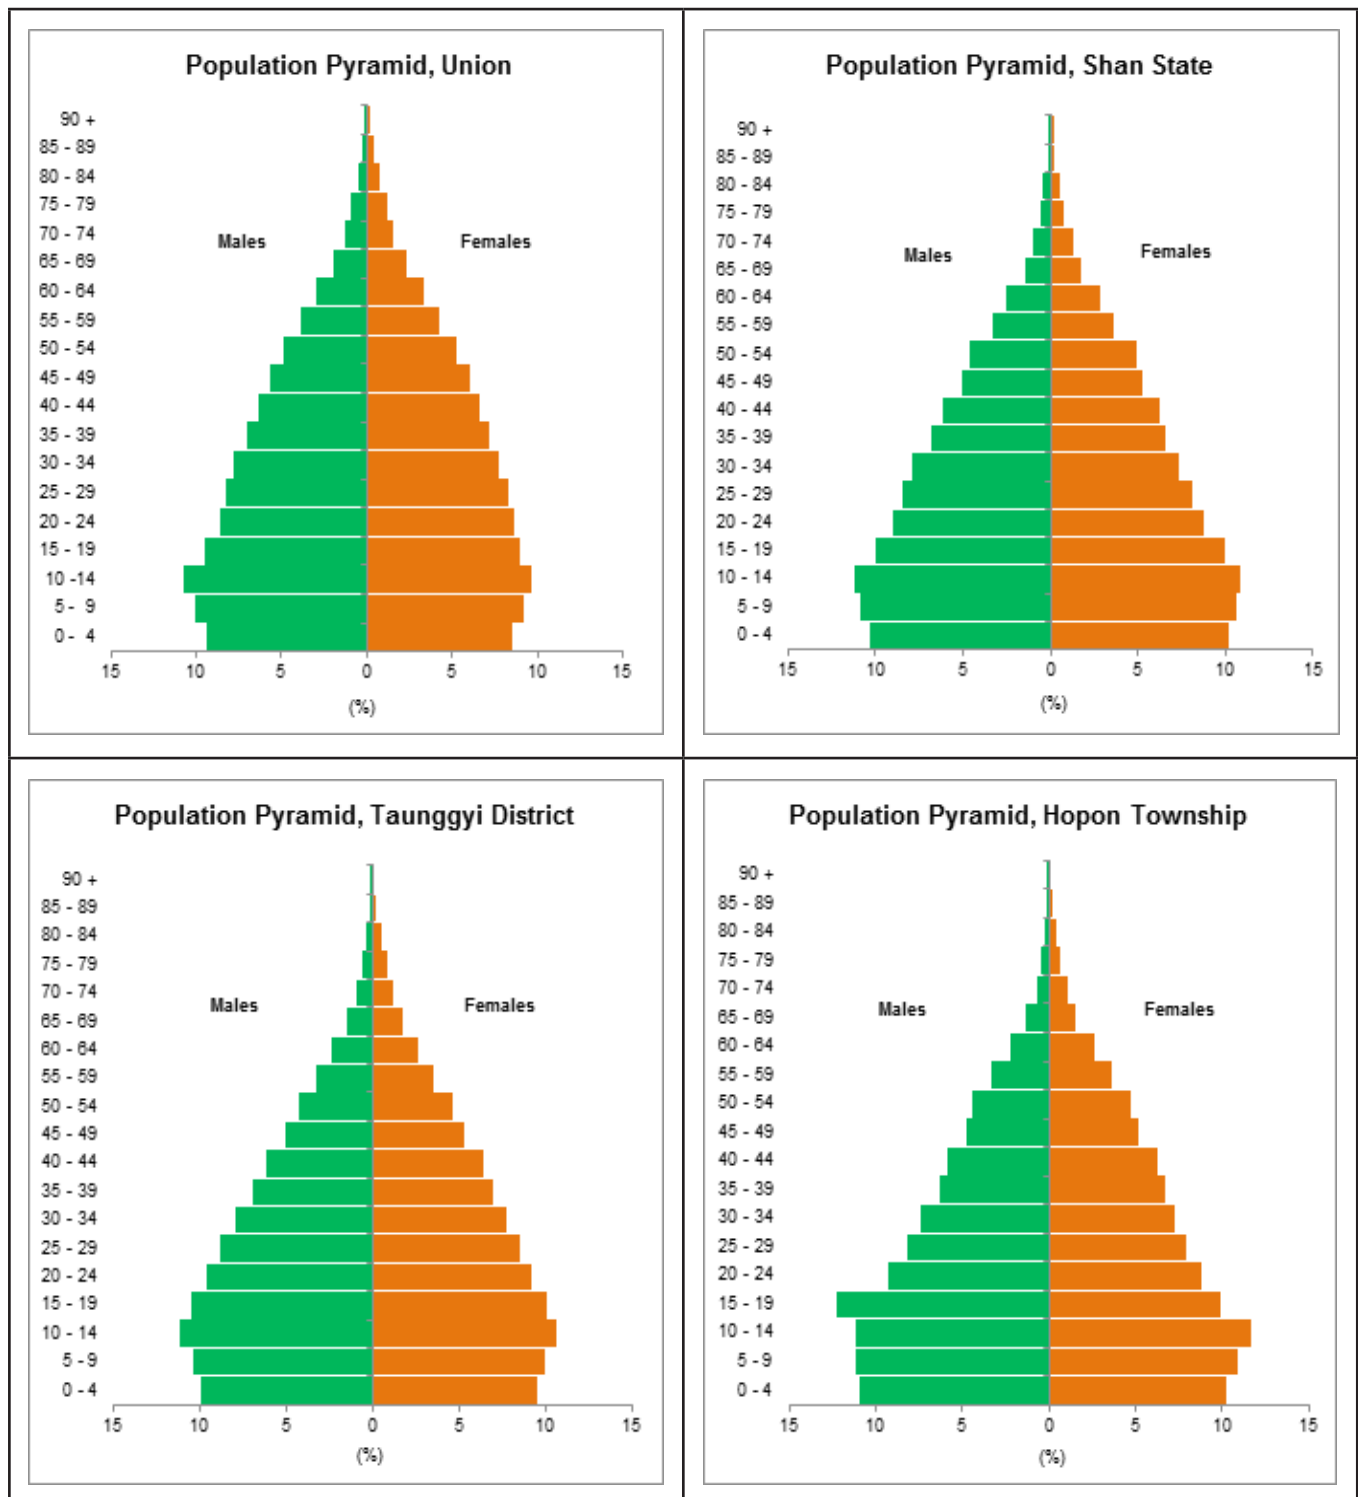 Population Pyramid, Union
90 +
85 - 89
80 - 84
75 - 79
70 - 74
Males Females
65 - 69
60 - 64
55 - 59
50 - 54
45 - 49
40 - 44
35 - 39
30 - 34
25 - 29
20 - 24
15 - 19
10 -14
5 - 9
0 - 4
15 10 5 0 5 10 15
(%)
Population Pyramid, Shan State
90 +
85 - 89
80 - 84
75 - 79
70 - 74
Males Females
65 - 69
60 - 64
55 - 59
50 - 54
45 - 49
40 - 44
35 - 39
30 - 34
25 - 29
20 - 24
15 - 19
10 - 14
5 - 9
0 - 4
15 10 5 0 5 10 15
(%)
Population Pyramid, Taunggyi District
90 +
85 - 89
80 - 84
75 - 79
70 - 74
Males Females
65 - 69
60 - 64
55 - 59
50 - 54
45 - 49
40 - 44
35 - 39
30 - 34
25 - 29
20 - 24
15 - 19
10 - 14
5 - 9
0 - 4
15 10 5 0 5 10 15
(%)
Population Pyramid, Hopon Township
90 +
85 - 89
80 - 84
75 - 79
70 - 74
Males Females
65 - 69
60 - 64
55 - 59
50 - 54
45 - 49
40 - 44
35 - 39
30 - 34
25 - 29
20 - 24
15 - 19
10 - 14
5 - 9
0 - 4
15 10 5 0 5 10 15
(%)